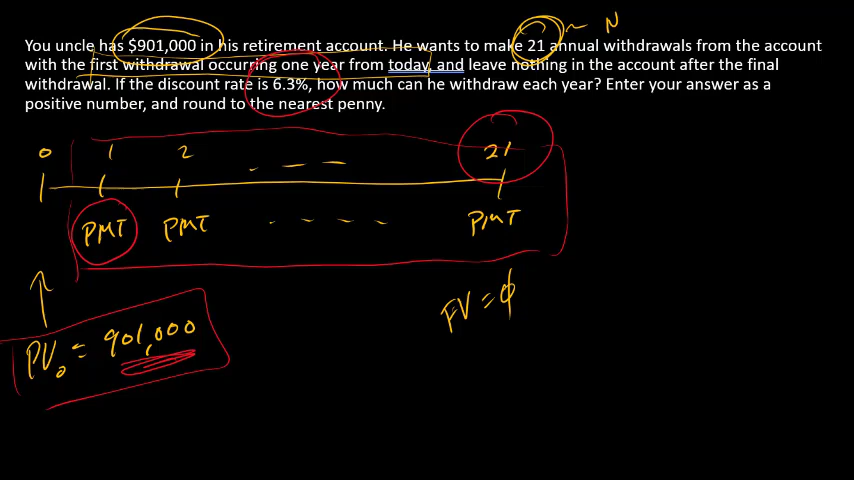 ~ N
You uncle has $901,000 in his retirement account. He wants to make 21 annual withdrawals from the account
with the first withdrawal occurring one year from today, and leave nothing in the account after the final
withdrawal. If the discount rate is 6.3%, how much can he withdraw each year? Enter your answer as a
positive number, and round to the nearest penny.
0 1 2 . — — 21
PMT PMT . – – – PMT
PV₀ = 901,000
FV = ϕ